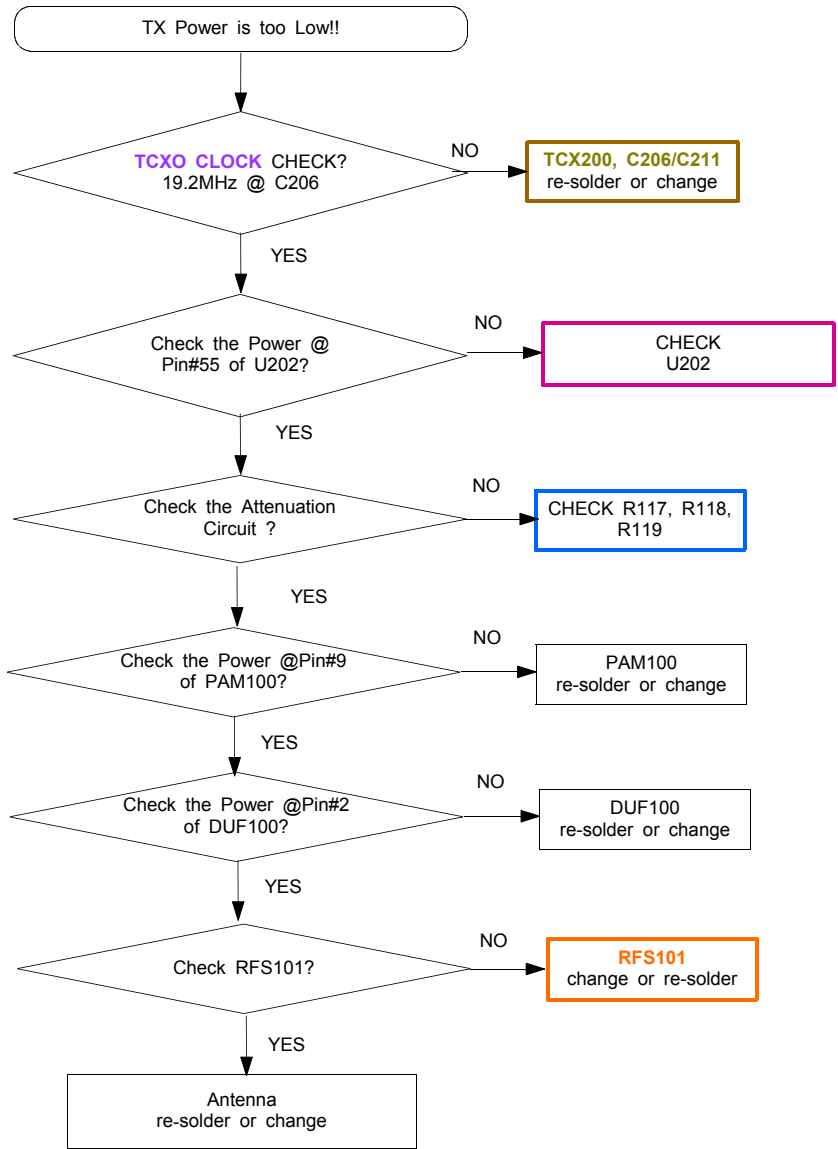 TX Power is too Low!!
TCXO CLOCK CHECK?
19.2MHz @ C206
NO
TCX200, C206/C211
re-solder or change
YES
Check the Power @
Pin#55 of U202?
NO
CHECK
U202
YES
Check the Attenuation
Circuit ?
NO
CHECK R117, R118,
R119
YES
Check the Power @Pin#9
of PAM100?
NO
PAM100
re-solder or change
YES
Check the Power @Pin#2
of DUF100?
NO
DUF100
re-solder or change
YES
Check RFS101?
NO
RFS101
change or re-solder
YES
Antenna
re-solder or change